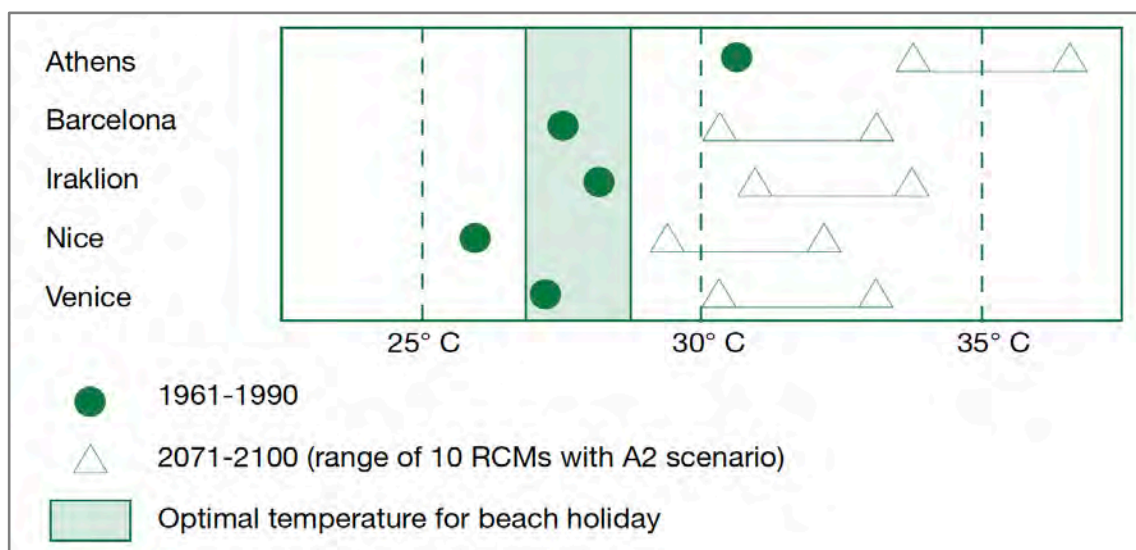 Athens
Barcelona
Iraklion
Nice
Venice
25° C 30° C 35° C
1961-1990
2071-2100 (range of 10 RCMs with A2 scenario)
Optimal temperature for beach holiday